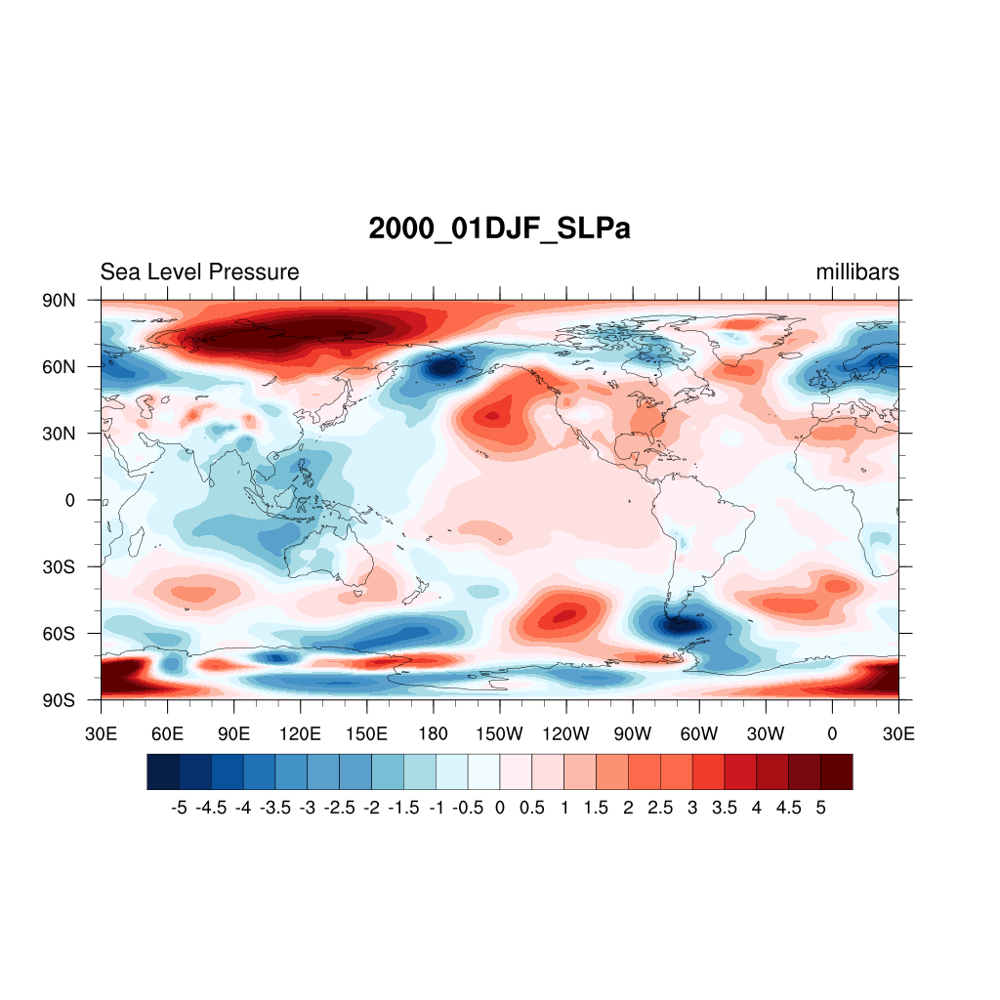 2000_01DJF_SLPa
Sea Level Pressure millibars
90N
60N
30N
0
30S
60S
90S
30E 60E 90E 120E 150E 180 150W 120W 90W 60W 30W 0 30E
-5 -4.5 -4 -3.5 -3 -2.5 -2 -1.5 -1 -0.5 0 0.5 1 1.5 2 2.5 3 3.5 4 4.5 5